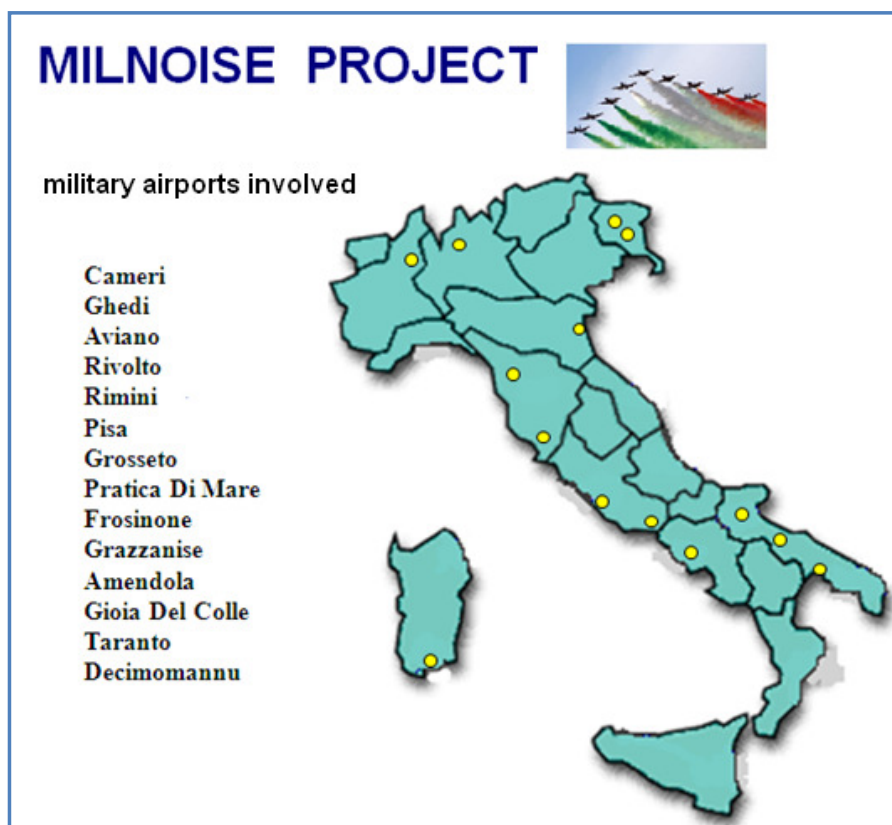 MILNOISE PROJECT
military airports involved
Cameri
Ghedi
Aviano
Rivolto
Rimini
Pisa
Grosseto
Pratica Di Mare
Frosinone
Grazzanise
Amendola
Gioia Del Colle
Taranto
Decimomannu